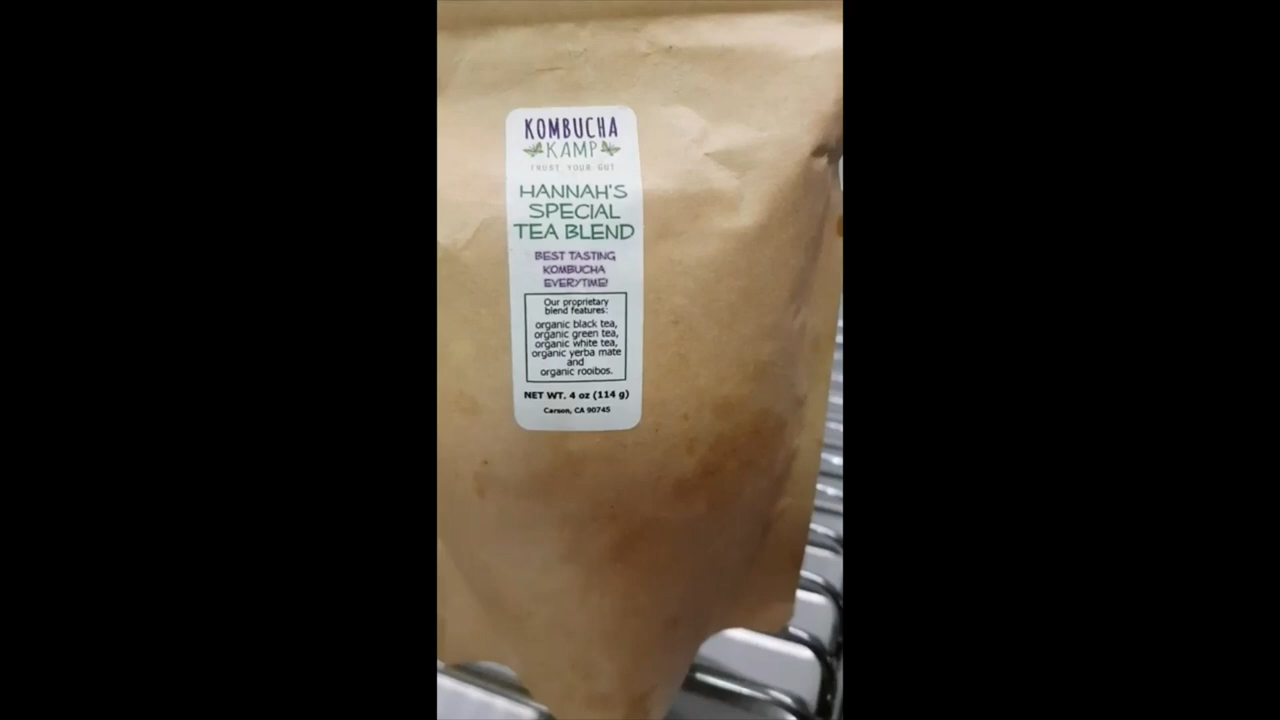 KOMBUCHA
KAMP
TRUST YOUR GUT
HANNAH'S
SPECIAL
TEA BLEND
BEST TASTING
KOMBUCHA
EVERYTIME!
Our proprietary
blend features:
organic black tea,
organic green tea,
organic white tea,
organic yerba mate
and
organic rooibos.
NET WT. 4 oz (114 g)
Carson, CA 90745